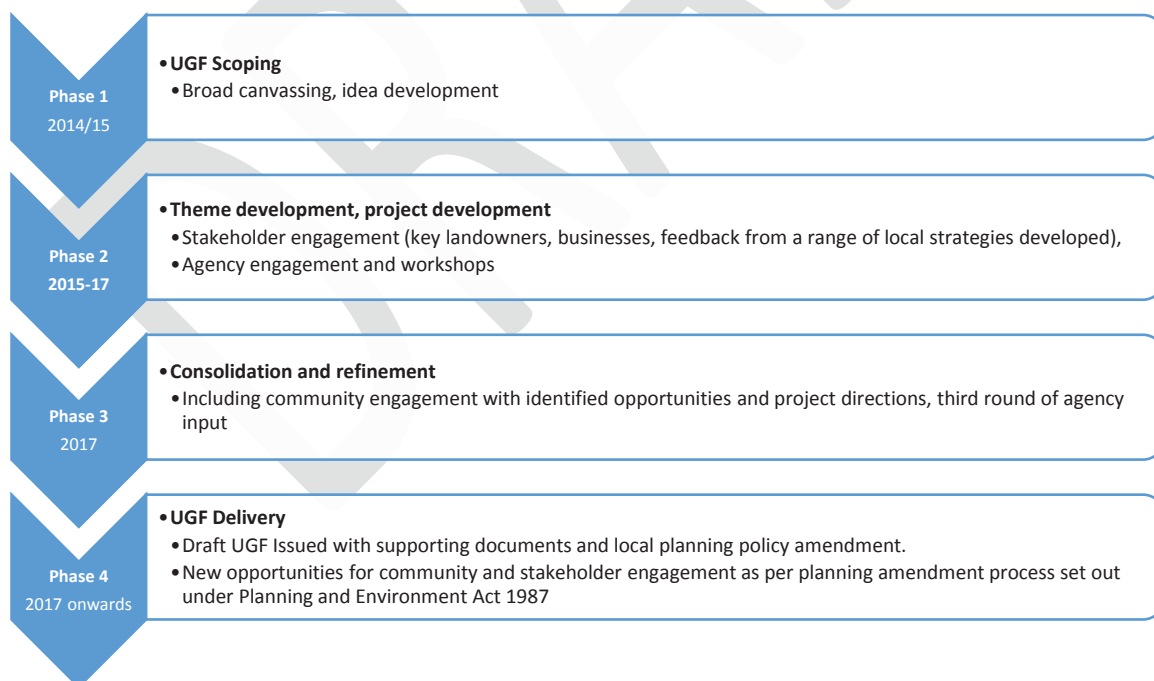 Phase 1
2014/15
•UGF Scoping
•Broad canvassing, idea development
Phase 2
2015-17
•Theme development, project development
•Stakeholder engagement (key landowners, businesses, feedback from a range of local strategies developed),
•Agency engagement and workshops
Phase 3
2017
•Consolidation and refinement
•Including community engagement with identified opportunities and project directions, third round of agency
input
Phase 4
2017 onwards
•UGF Delivery
•Draft UGF Issued with supporting documents and local planning policy amendment.
•New opportunities for community and stakeholder engagement as per planning amendment process set out
under Planning and Environment Act 1987